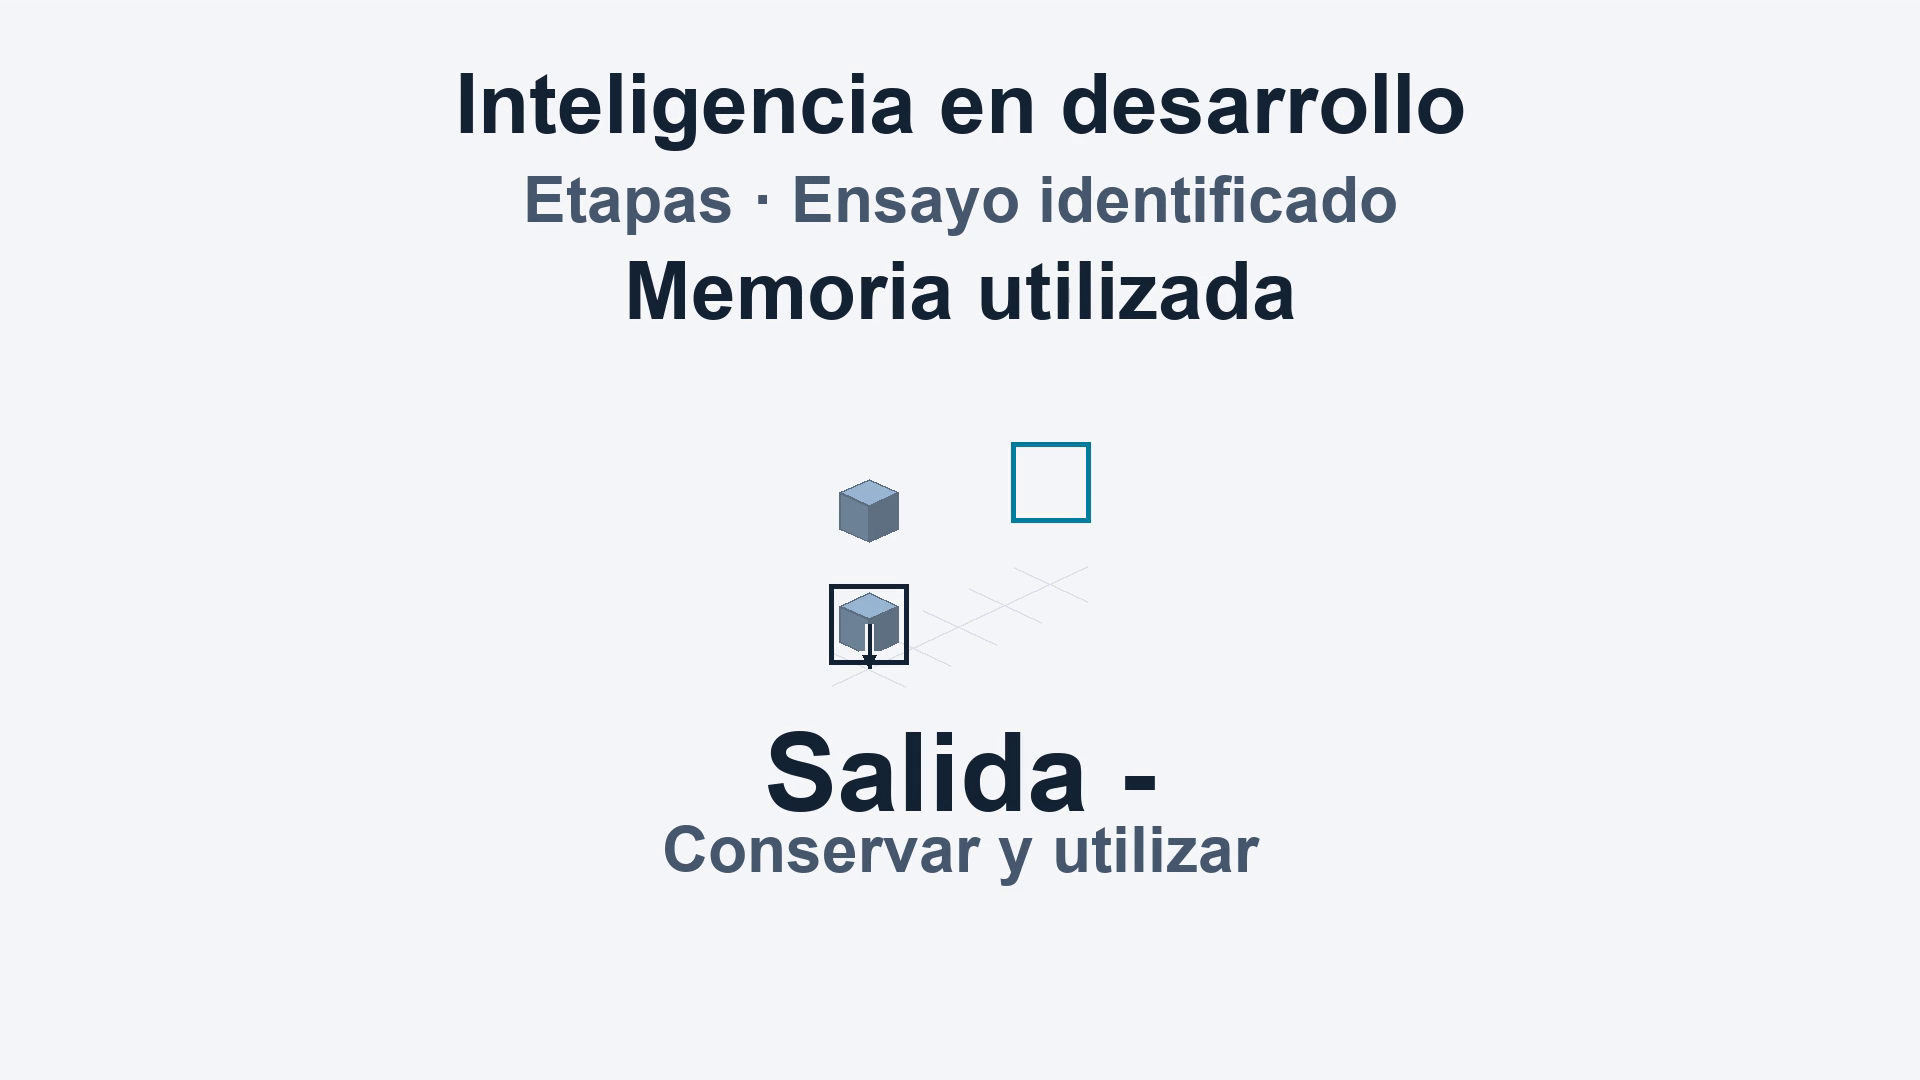 Inteligencia en desarrollo
Etapas · Ensayo identificado
Memoria utilizada
Salida -
Conservar y utilizar